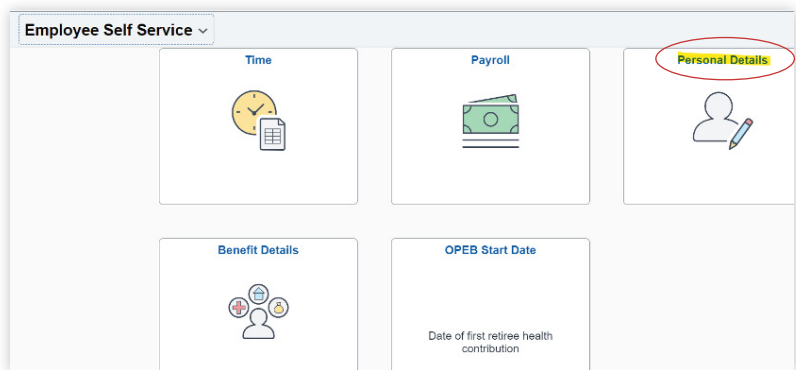 Employee Self Service
Time
Payroll
Personal Details
Benefit Details
OPEB Start Date
Date of first retiree health
contribution